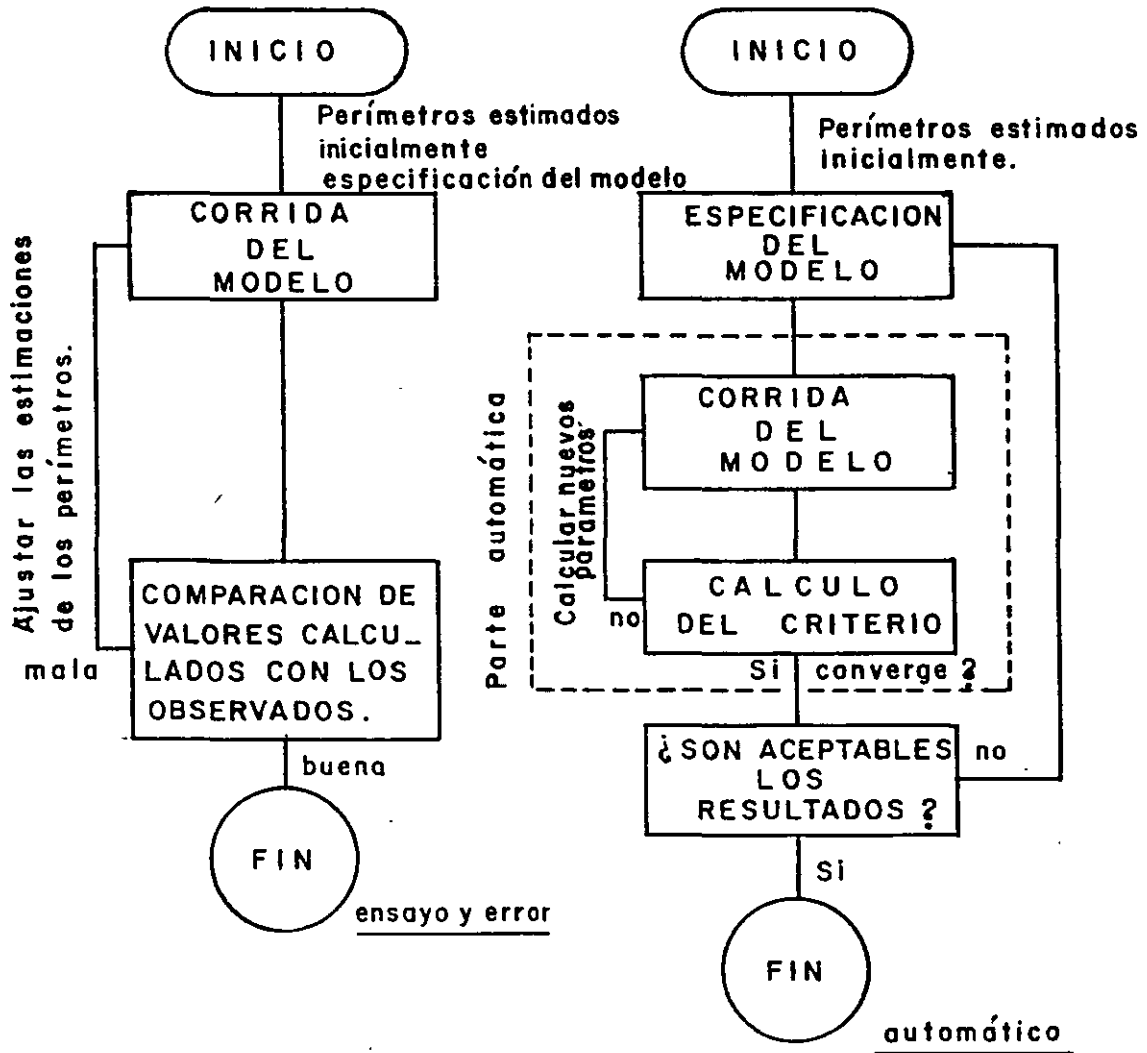 INICIO
Perímetros estimados
inicialmente
especificación del modelo
CORRIDA
DEL
MODELO
Ajustar las estimaciones
de los perímetros.
COMPARACION DE
VALORES CALCU_
LADOS CON LOS
OBSERVADOS.
mala
buena
FIN
ensayo y error
INICIO
Perímetros estimados
inicialmente.
ESPECIFICACION
DEL
MODELO
Parte automática
CORRIDA
DEL
MODELO
Calcular nuevos
parametros
CALCULO
DEL CRITERIO
no
Si converge ?
¿SON ACEPTABLES
LOS
RESULTADOS ?
no
Si
FIN
automática